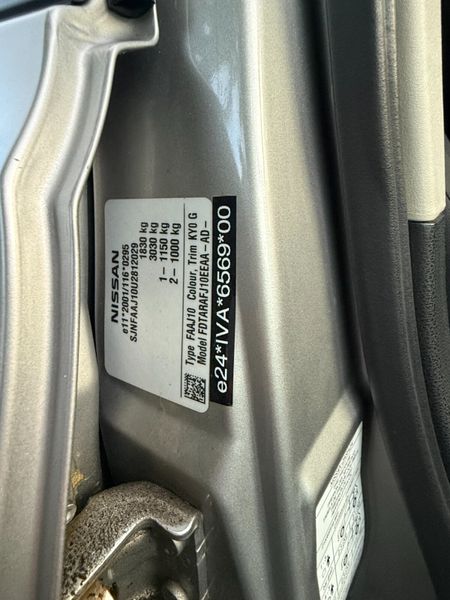 NISSAN
e11*2001/116*0295
SJNFAAJ10U2812029
1830 kg
3030 kg
1– 1150 kg
2– 1000 kg
Type FAAJ10 Colour, Trim KY0 G
Model FDTARAFJ10EEAA-AD-
e24*IVA*6569*00